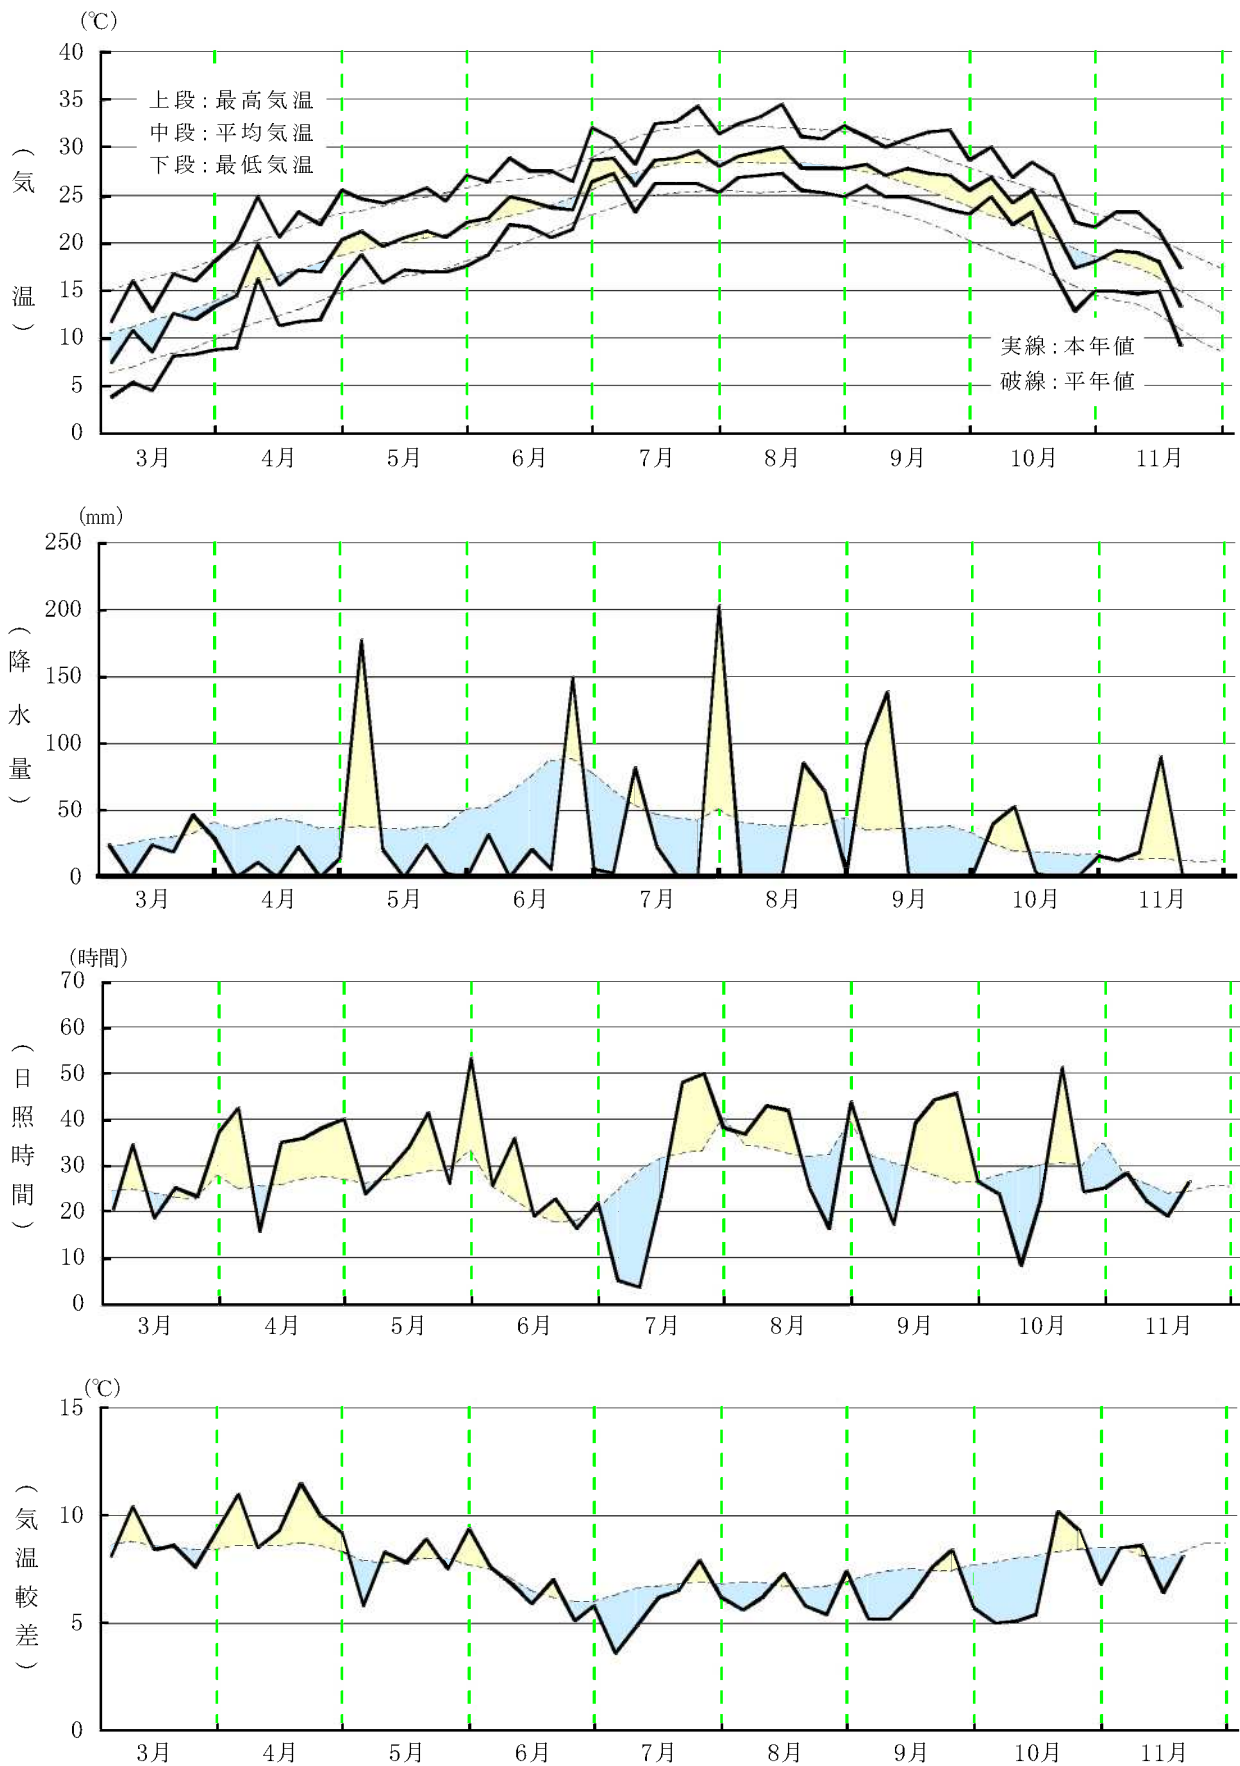 (℃)
40
35
30
25
20
15
10
5
0
(気温)
上段:最高気温
中段:平均気温
下段:最低気温
実線:本年値
破線:平年値
3月 4月 5月 6月 7月 8月 9月 10月 11月
(mm)
250
200
150
100
50
0
(降水量)
3月 4月 5月 6月 7月 8月 9月 10月 11月
(時間)
70
60
50
40
30
20
10
0
(日照時間)
3月 4月 5月 6月 7月 8月 9月 10月 11月
(℃)
15
10
5
0
(気温較差)
3月 4月 5月 6月 7月 8月 9月 10月 11月